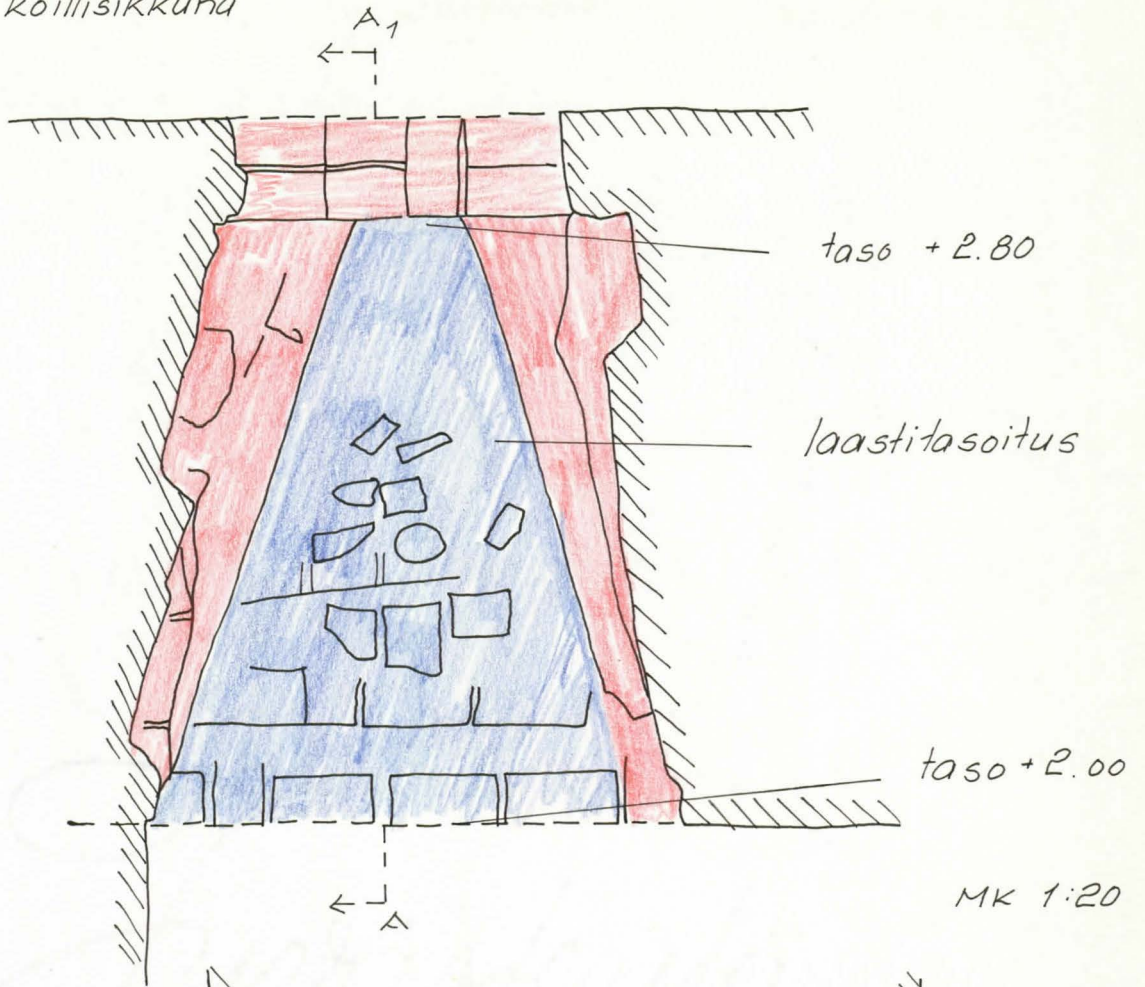 koillisikkuna
A1
taso + 2.80
laastitasoitus
taso + 2.00
A
MK 1:20